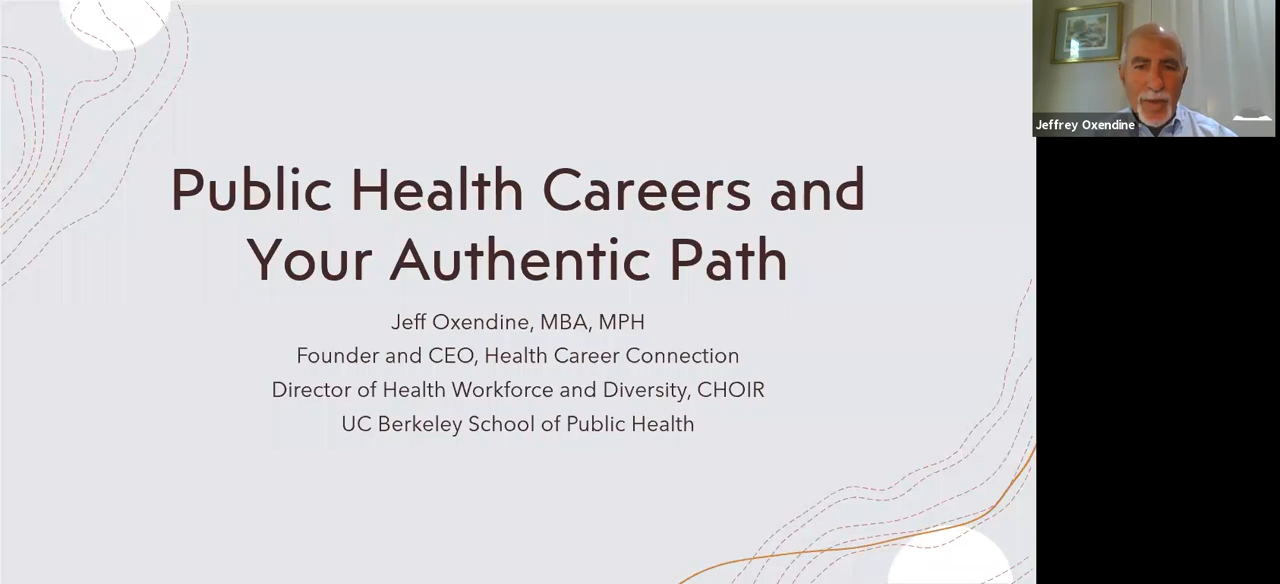 Public Health Careers and
Your Authentic Path
Jeff Oxendine, MBA, MPH
Founder and CEO, Health Career Connection
Director of Health Workforce and Diversity, CHOIR
UC Berkeley School of Public Health
Jeffrey Oxendine